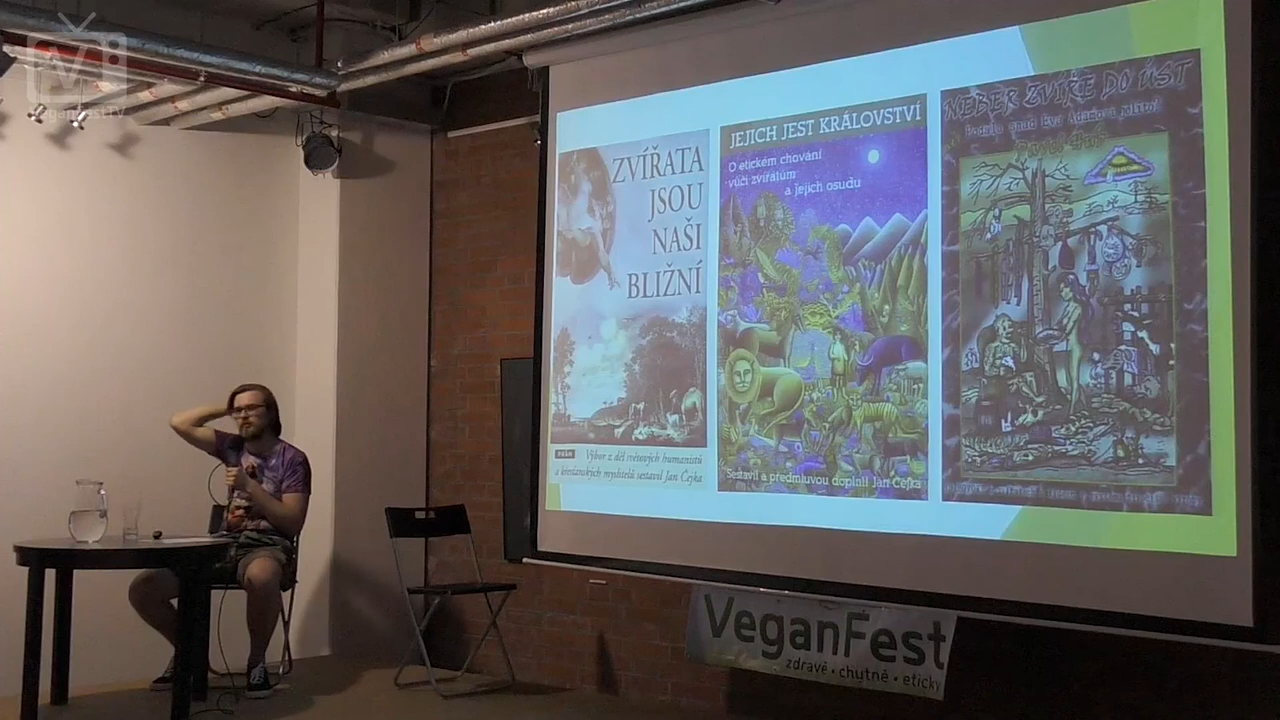 VeganFestTV
ZVÍŘATA
JSOU
NAŠI
BLIŽNÍ
Výbor z děl světových humanistů
a křesťanských myslitelů sestavil Jan Čejka
JEJICH JEST KRÁLOVSTVÍ
O etickém chování
vůči zvířatům
a jejich osudu
Sestavil a předmluvou doplnil Jan Čejka
NEBER ZVÍŘE DO ÚST
VeganFest
zdravě • chutně • eticky